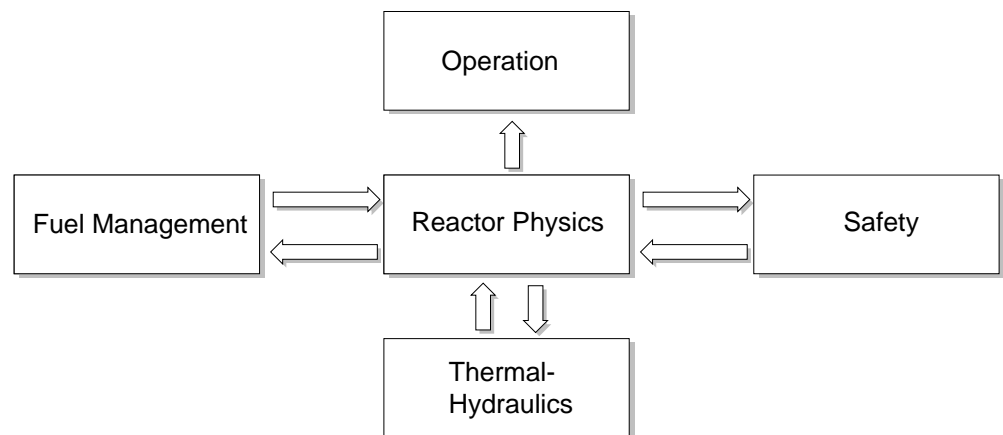 Operation
Fuel Management
Reactor Physics
Safety
Thermal-
Hydraulics